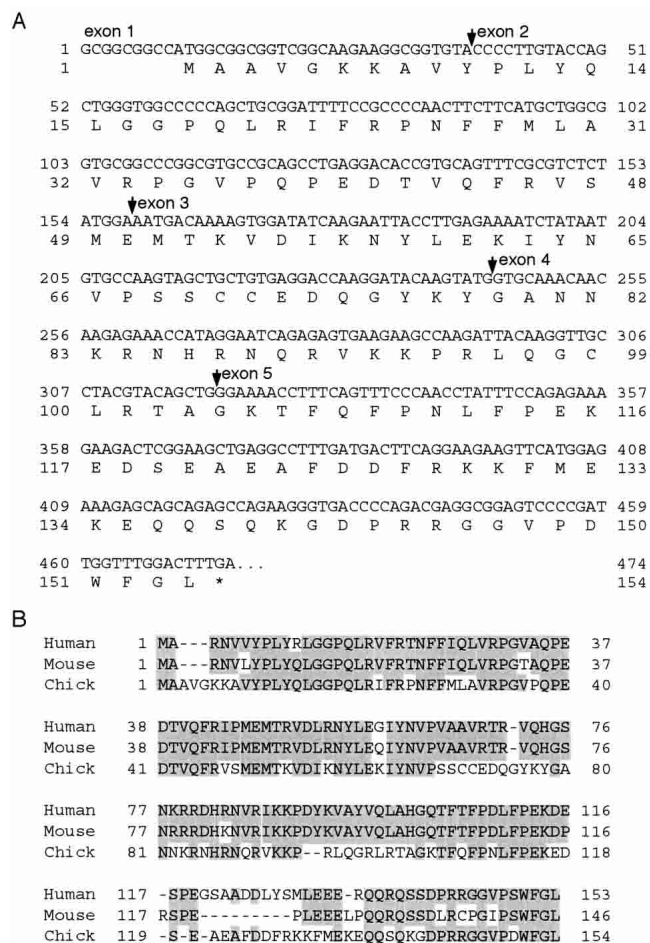 A
exon 1 exon 2
1 GCGGCGGCCATGGCGGCGGTCGGCAAGAAGGCGGTGTACCCCCTTGTACCAG 51
1 M A A V G K K A V Y P L Y Q 14
52 CTGGGTGGCCCCCAGCTGCGGATTTTCCGCCCCAACTTCTTCATGCTGGCG 102
15 L G G P Q L R I F R P N F F M L A 31
103 GTGCGGCCCGGCGTGCCGCAGCCTGAGGACACCGTGCAGTTTCGCGTCTCT 153
32 V R P G V P Q P E D T V Q F R V S 48
exon 3
154 ATGGAAATGACAAAAGTGGATATCAAGAATTACCTTGAGAAAATCTATAAT 204
49 M E M T K V D I K N Y L E K I Y N 65
exon 4
205 GTGCCAAGTAGCTGCTGTGAGGACCAAGGATACAAGTATGGTGCAAACAAC 255
66 V P S S C C E D Q G Y K Y G A N N 82
256 AAGAGAAACCATAGGAATCAGAGAGTGAAGAAGCCAAGATTACAAGGTTGC 306
83 K R N H R N Q R V K K P R L Q G C 99
exon 5
307 CTACGTACAGCTGGGAAAACCTTTCAGTTTCCCAACCTATTTCCAGAGAAA 357
100 L R T A G K T F Q F P N L F P E K 116
358 GAAGACTCGGAAGCTGAGGCCTTTGATGACTTCAGGAAGAAGTTCATGGAG 408
117 E D S E A E A F D D F R K K F M E 133
409 AAAGAGCAGCAGAGCCAGAAGGGTGACCCCAGACGAGGCGGAGTCCCCGAT 459
134 K E Q Q S Q K G D P R R G G V P D 150
460 TGGTTTGGACTTTGA... 474
151 W F G L * 154
B
Human 1 MA---RNVVYPLYRLGGPQLRVFRTNFFIQLVRPGVAQPE 37
Mouse 1 MA---RNVLYPLYQLGGPQLRVFRTNFFIQLVRPGTAQPE 37
Chick 1 MAAVGKKAVYPLYQLGGPQLRIFRPNFFMLAVRPGVPQPE 40
Human 38 DTVQFRIPMEMTRVDLRNYLEGIYNVPVAAVRTR-VQHGS 76
Mouse 38 DTVQFRIPMEMTRVDLRNYLEQIYNVPVAAVRTR-VQHGS 76
Chick 41 DTVQFRVSMEMTKVDIKNYLEKIYNVPSSCCEDQGYKYGA 80
Human 77 NKRRDHRNVRIKKPDYKVAYVQLAHGQTFTFPDLFPEKDE 116
Mouse 77 NRRRDHKNVRIKKPDYKVAYVQLAHGQTFTFPDLFPEKDP 116
Chick 81 NNKRNHRNQRVKKP--RLQGRLRTAGKTFQFPNLFPEKED 118
Human 117 -SPEGSAADDLYSMLEEE-RQQRQSSDPRRGGVPSWFGL 153
Mouse 117 RSPE---------PLEEELPQQRQSSDLRCPGIPSWFGL 146
Chick 119 -S-E-AEAFDDFRKKFMEKEQQSQKGDPRRGGVPDWFGL 154